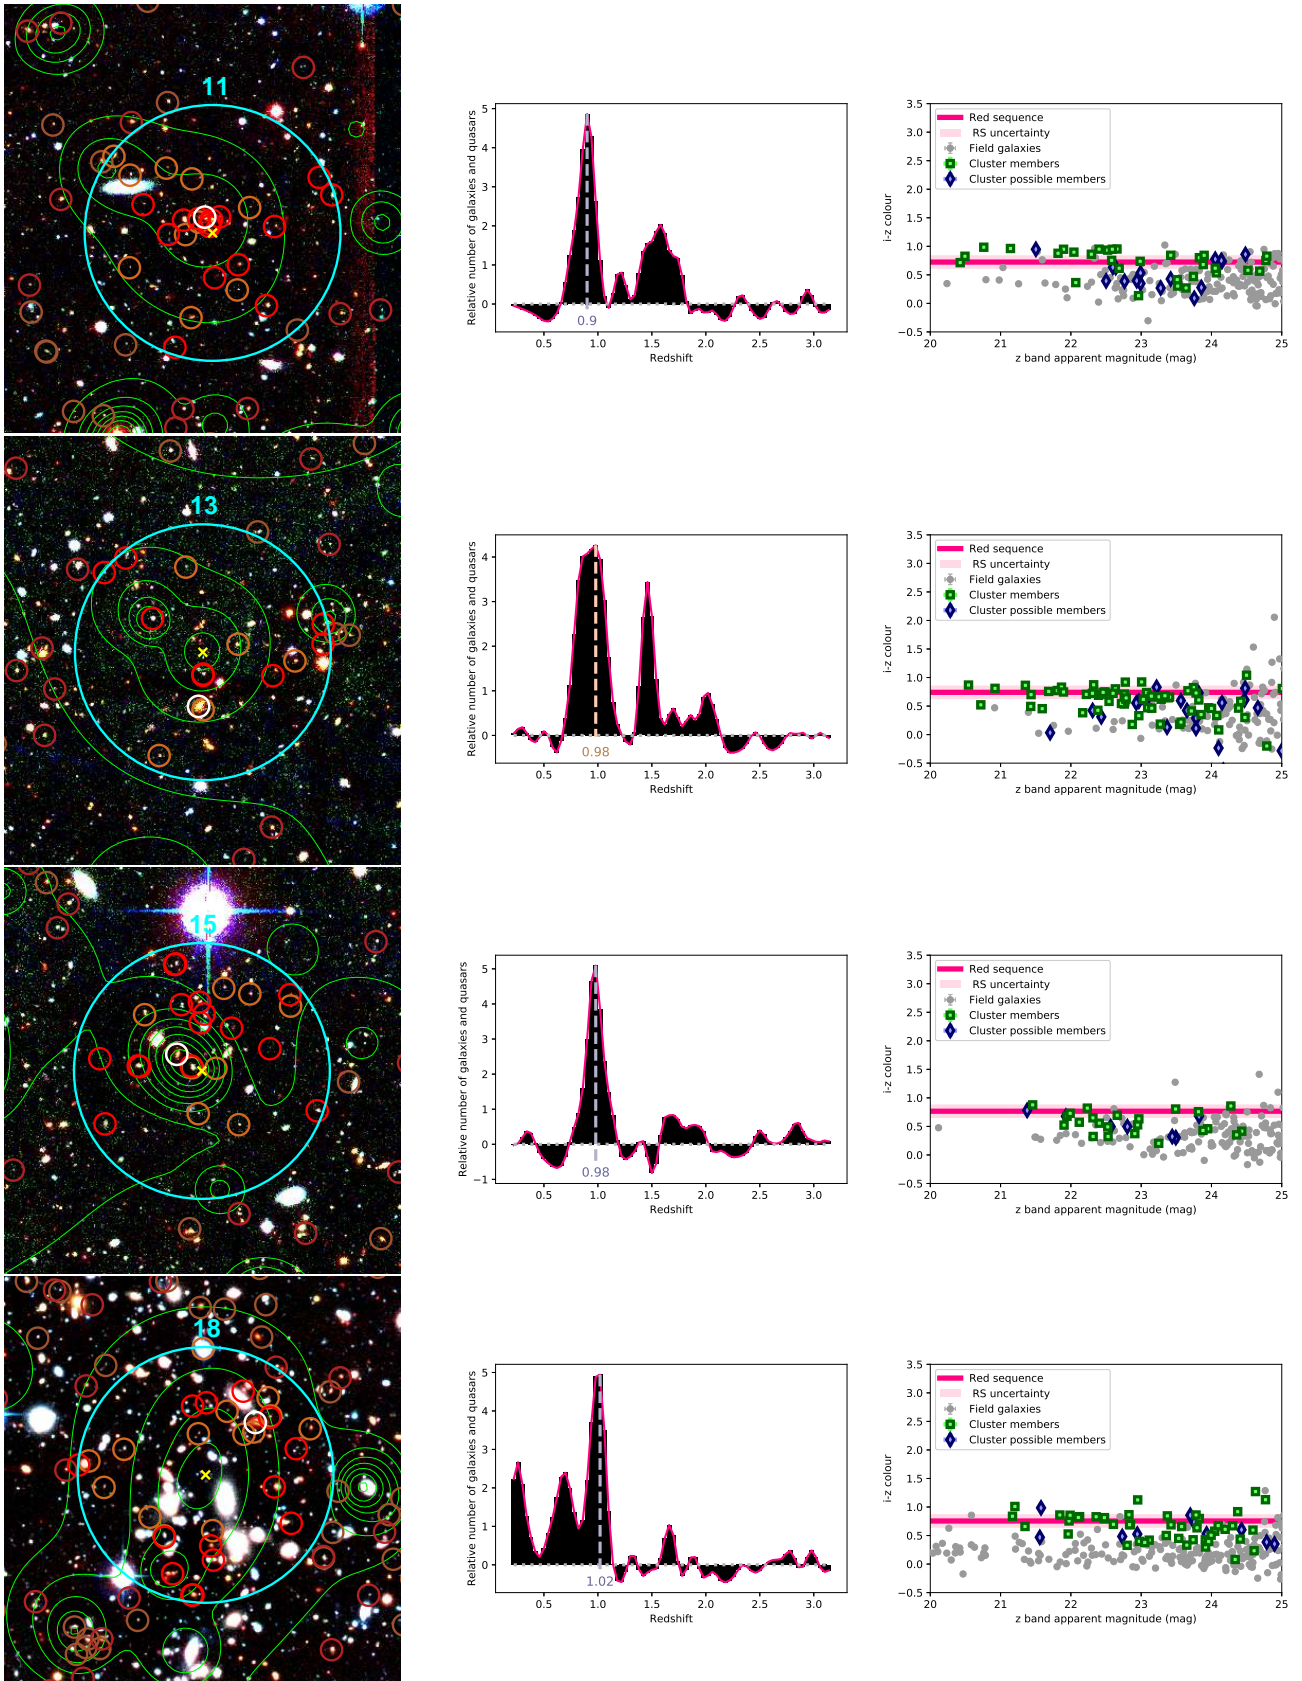 11
5
4
3
2
1
0
0.9
0.5 1.0 1.5 2.0 2.5 3.0
Redshift
Relative number of galaxies and quasars
3.5
3.0
2.5
2.0
1.5
1.0
0.5
0.0
−0.5
20 21 22 23 24 25
z band apparent magnitude (mag)
i-z colour
Red sequence
RS uncertainty
Field galaxies
Cluster members
Cluster possible members
13
4
3
2
1
0
0.98
0.5 1.0 1.5 2.0 2.5 3.0
Redshift
Relative number of galaxies and quasars
3.5
3.0
2.5
2.0
1.5
1.0
0.5
0.0
−0.5
20 21 22 23 24 25
z band apparent magnitude (mag)
i-z colour
Red sequence
RS uncertainty
Field galaxies
Cluster members
Cluster possible members
15
5
4
3
2
1
0
−1
0.98
0.5 1.0 1.5 2.0 2.5 3.0
Redshift
Relative number of galaxies and quasars
3.5
3.0
2.5
2.0
1.5
1.0
0.5
0.0
−0.5
20 21 22 23 24 25
z band apparent magnitude (mag)
i-z colour
Red sequence
RS uncertainty
Field galaxies
Cluster members
Cluster possible members
18
5
4
3
2
1
0
1.02
0.5 1.0 1.5 2.0 2.5 3.0
Redshift
Relative number of galaxies and quasars
3.5
3.0
2.5
2.0
1.5
1.0
0.5
0.0
−0.5
20 21 22 23 24 25
z band apparent magnitude (mag)
i-z colour
Red sequence
RS uncertainty
Field galaxies
Cluster members
Cluster possible members